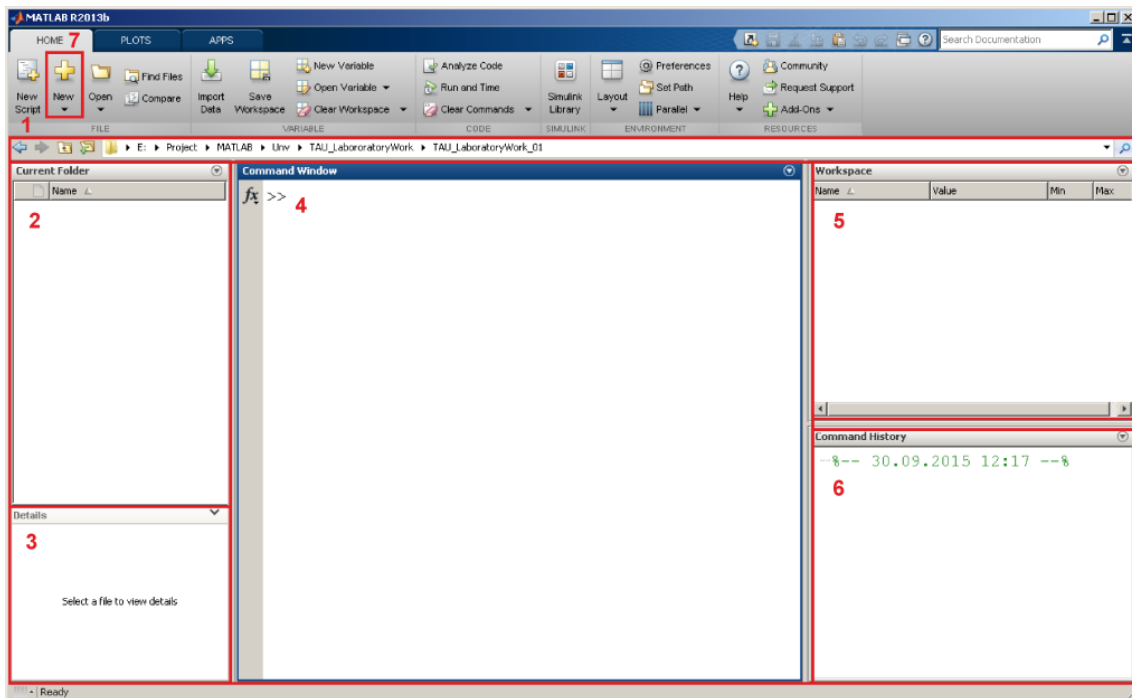 MATLAB R2013b
HOME 7 PLOTS APPS
Search Documentation
New Script
New
Open
Find Files
Compare
Import Data
Save Workspace
New Variable
Open Variable
Clear Workspace
Analyze Code
Run and Time
Clear Commands
Simulink Library
Layout
Preferences
Set Path
Parallel
? Help
Community
Request Support
Add-Ons
1 FILE VARIABLE CODE SIMULINK ENVIRONMENT RESOURCES
E: Project MATLAB Unv TAU_LabororatoryWork TAU_LaboratoryWork_01
Current Folder
Name
2
Details
3
Select a file to view details
Command Window
fx >> 4
Workspace
Name Value Min Max
5
Command History
%-- 30.09.2015 12:17 --%
6
Ready